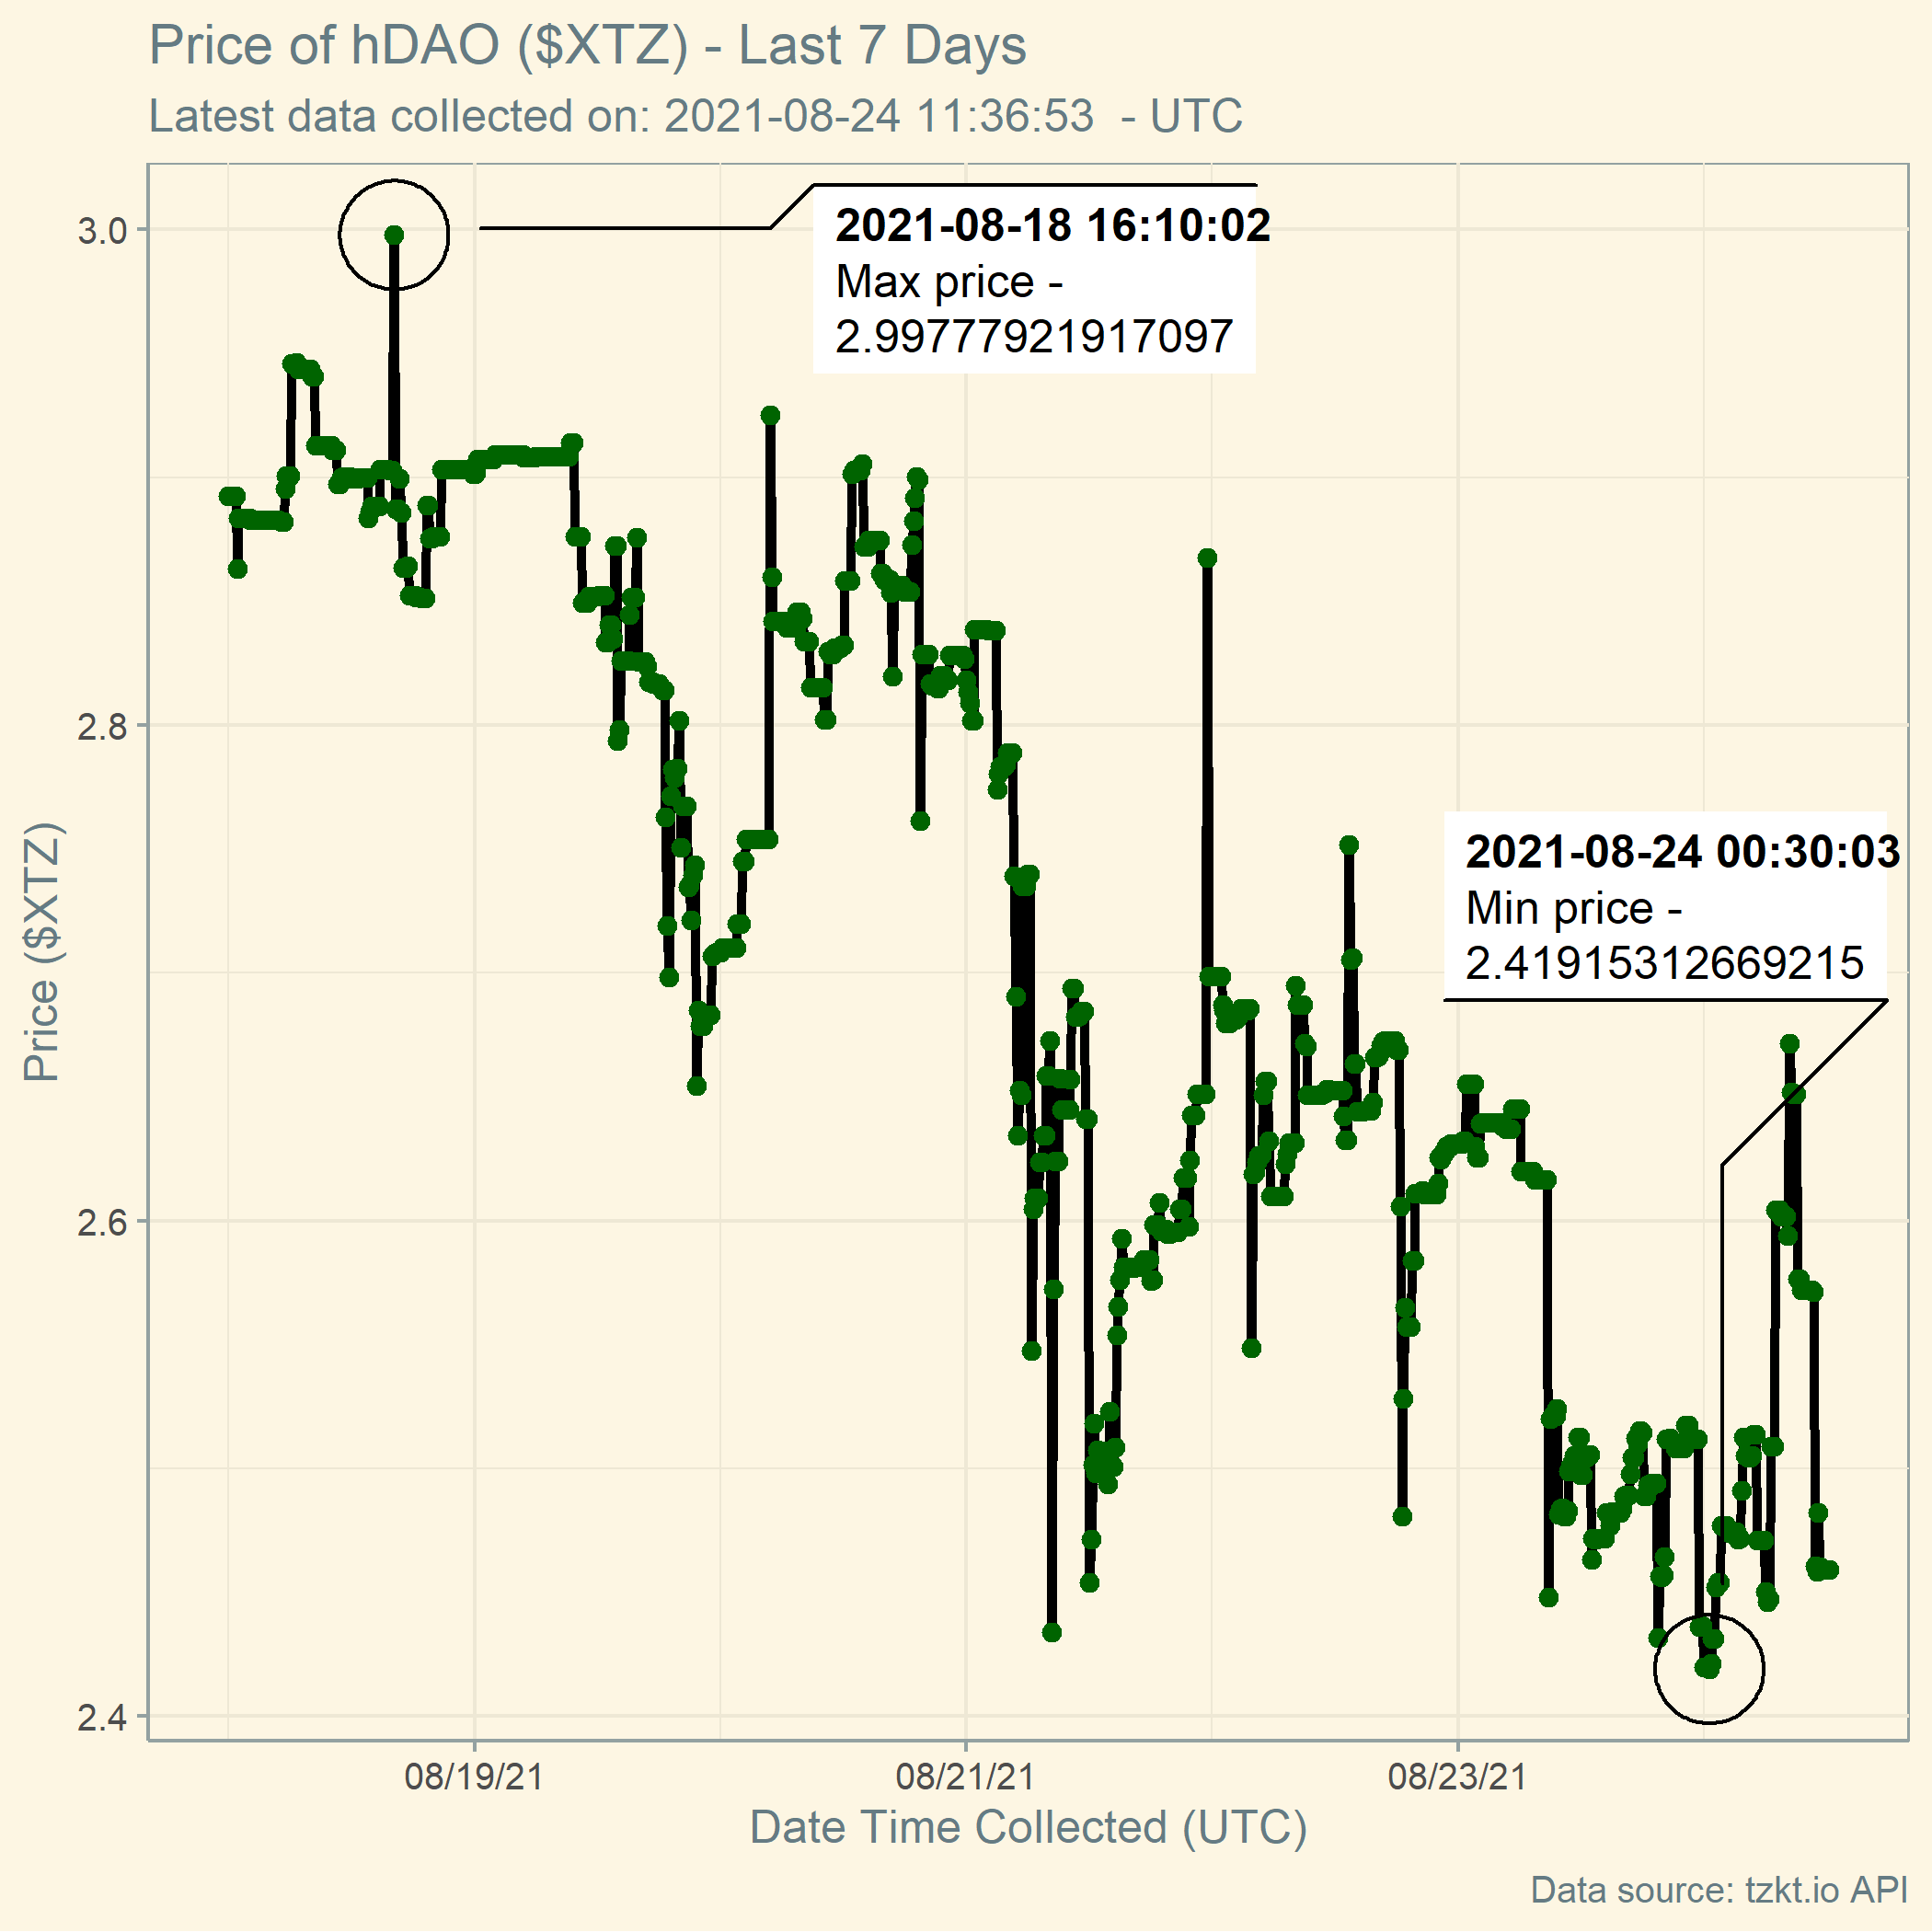 Price of hDAO ($XTZ) - Last 7 Days
Latest data collected on: 2021-08-24 11:36:53  - UTC
3.0
2.8
2.6
2.4
Price ($XTZ)
2021-08-18 16:10:02
Max price -
2.99777921917097
2021-08-24 00:30:03
Min price -
2.41915312669215
08/19/21
08/21/21
08/23/21
Date Time Collected (UTC)
Data source: tzkt.io API